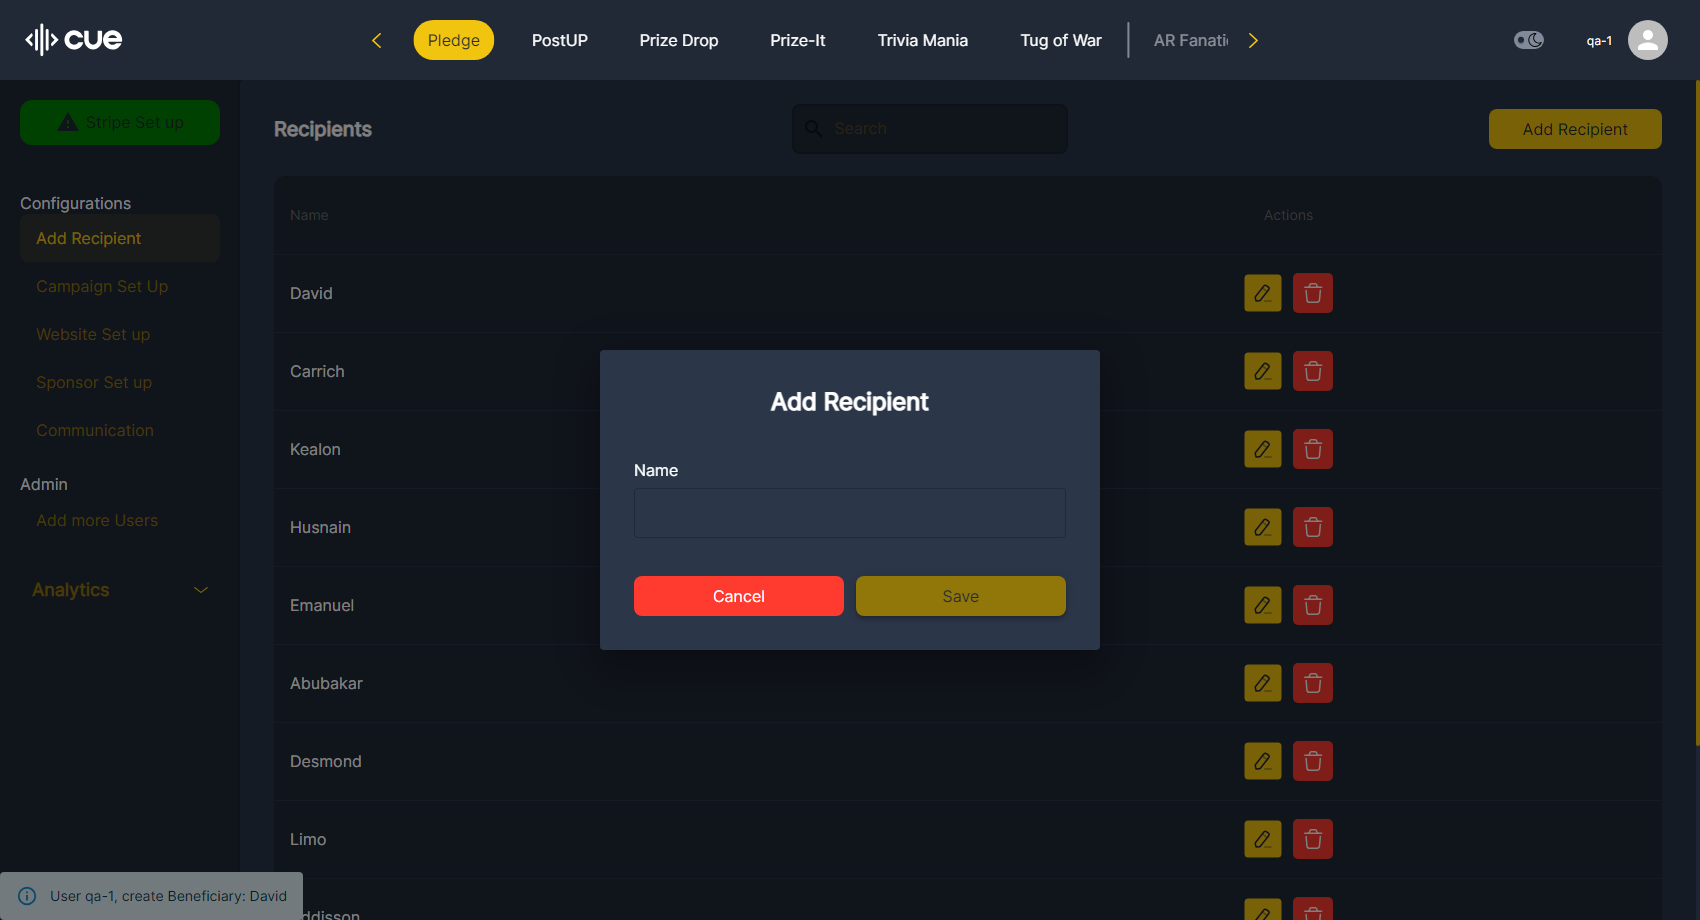 cue
Pledge
PostUP
Prize Drop
Prize-It
Trivia Mania
Tug of War
AR Fanati
qa-1
Stripe Set up
Configurations
Add Recipient
Campaign Set Up
Website Set up
Sponsor Set up
Communication
Admin
Add more Users
Analytics
Recipients
Search
Add Recipient
Name
Actions
David
Carrich
Kealon
Husnain
Emanuel
Abubakar
Desmond
Limo
ddisson
Add Recipient
Name
Cancel
Save
User qa-1, create Beneficiary: David